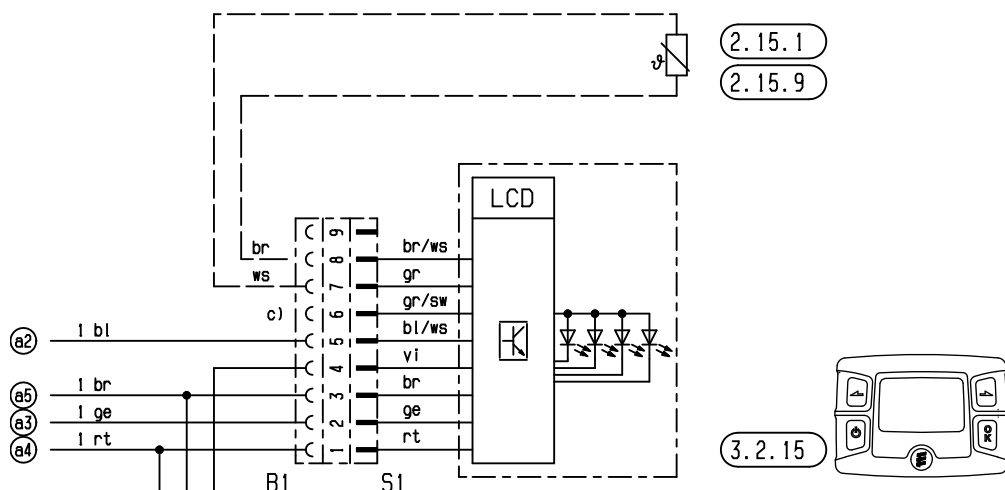 2.15.1
ϑ
2.15.9
LCD
9
br 8 br/ws
ws 7 gr
c) 6 gr/sw
a2 1 bl 5 bl/ws
4 vi
a5 1 br 3 br
a3 1 ge 2 ge
a4 1 rt 1 rt
B1 S1
3.2.15
OK